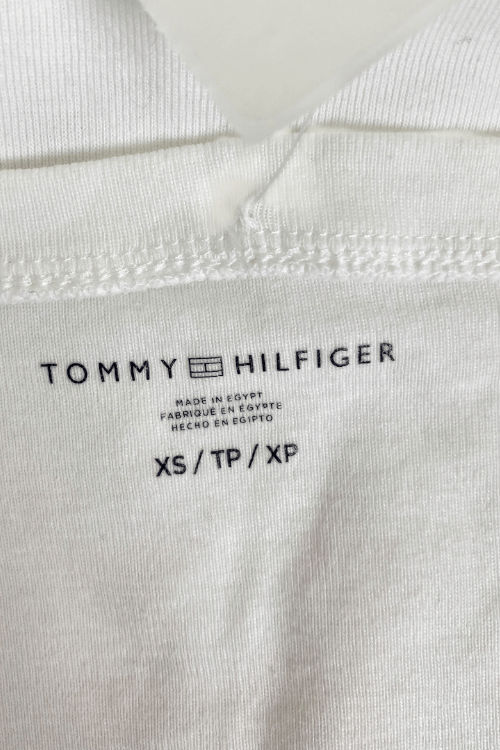 TOMMY HILFIGER
MADE IN EGYPT
FABRIQUÉ EN ÉGYPTE
HECHO EN EGIPTO
XS / TP / XP